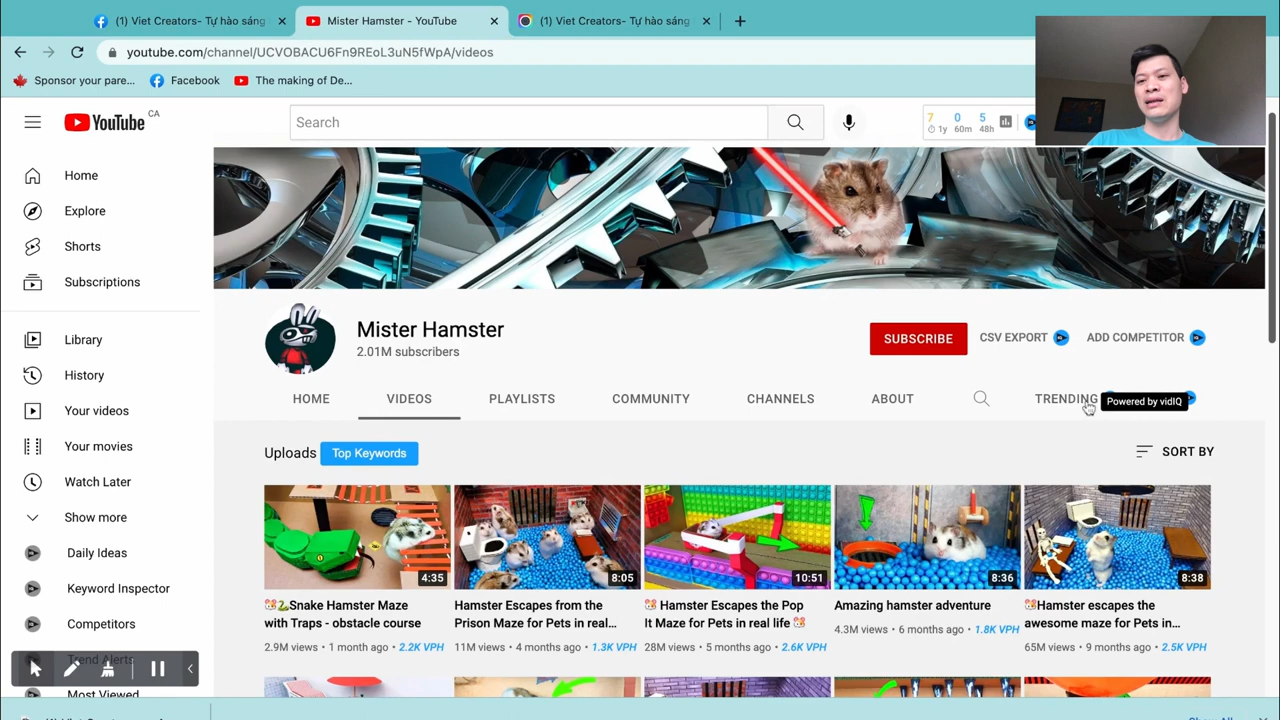 (1) Viet Creators- Tự hào sáng
Mister Hamster - YouTube
(1) Viet Creators- Tự hào sáng
youtube.com/channel/UCVOBACU6Fn9REoL3uN5fWpA/videos
Sponsor your pare...
Facebook
The making of De...
YouTube CA
Search
7 0 5
1y 60m 48h
Home
Explore
Shorts
Subscriptions
Library
History
Your videos
Your movies
Watch Later
Show more
Daily Ideas
Keyword Inspector
Competitors
Trend Alerts
Most Viewed
Mister Hamster
2.01M subscribers
SUBSCRIBE
CSV EXPORT
ADD COMPETITOR
HOME
VIDEOS
PLAYLISTS
COMMUNITY
CHANNELS
ABOUT
TRENDING
Powered by vidIQ
Uploads
Top Keywords
SORT BY
4:35
🐹🐍Snake Hamster Maze
with Traps - obstacle course
2.9M views • 1 month ago • 2.2K VPH
8:05
Hamster Escapes from the
Prison Maze for Pets in real...
11M views • 4 months ago • 1.3K VPH
10:51
🐹 Hamster Escapes the Pop
It Maze for Pets in real life 🐹
28M views • 5 months ago • 2.6K VPH
8:36
Amazing hamster adventure
4.3M views • 6 months ago • 1.8K VPH
8:38
🐹Hamster escapes the
awesome maze for Pets in...
65M views • 9 months ago • 2.5K VPH